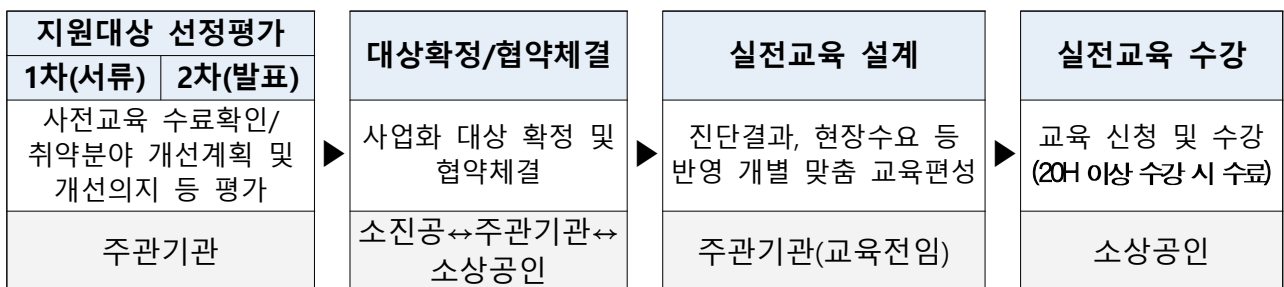 지원대상 선정평가
1차(서류) 2차(발표)
사전교육 수료확인/
취약분야 개선계획 및
개선의지 등 평가
주관기관
▶
대상확정/협약체결
사업화 대상 확정 및
협약체결
소진공↔주관기관↔
소상공인
▶
실전교육 설계
진단결과, 현장수요 등
반영 개별 맞춤 교육편성
주관기관(교육전임)
▶
실전교육 수강
교육 신청 및 수강
(20H 이상 수강 시 수료)
소상공인